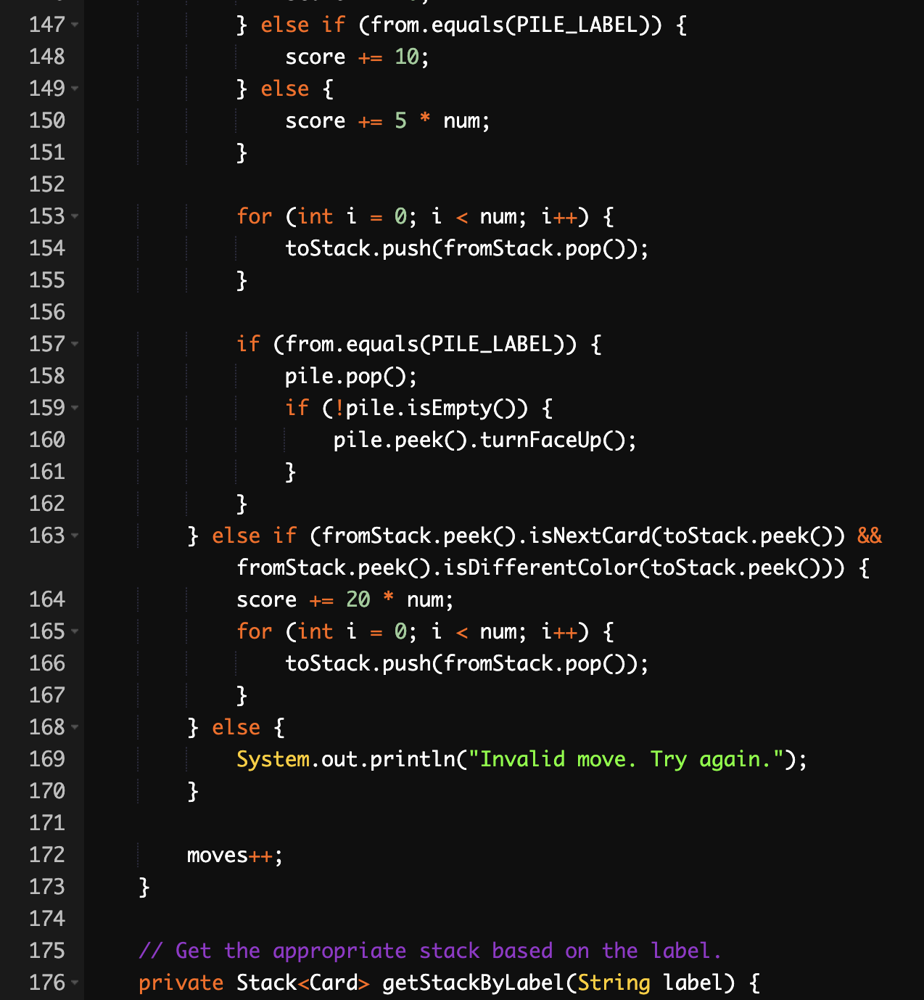 147 } else if (from.equals(PILE_LABEL)) {
148 score += 10;
149 } else {
150 score += 5 * num;
151 }
152
153 for (int i = 0; i < num; i++) {
154 toStack.push(fromStack.pop());
155 }
156
157 if (from.equals(PILE_LABEL)) {
158 pile.pop();
159 if (!pile.isEmpty()) {
160 pile.peek().turnFaceUp();
161 }
162 }
163 } else if (fromStack.peek().isNextCard(toStack.peek()) &&
fromStack.peek().isDifferentColor(toStack.peek())) {
164 score += 20 * num;
165 for (int i = 0; i < num; i++) {
166 toStack.push(fromStack.pop());
167 }
168 } else {
169 System.out.println("Invalid move. Try again.");
170 }
171
172 moves++;
173 }
174
175 // Get the appropriate stack based on the label.
176 private Stack<Card> getStackByLabel(String label) {